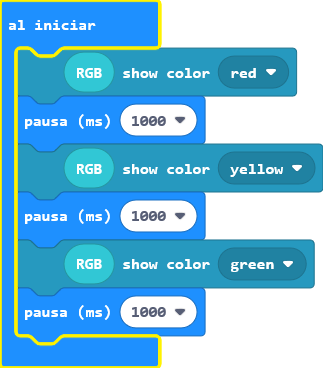 al iniciar
RGB show color red
pausa (ms) 1000
RGB show color yellow
pausa (ms) 1000
RGB show color green
pausa (ms) 1000